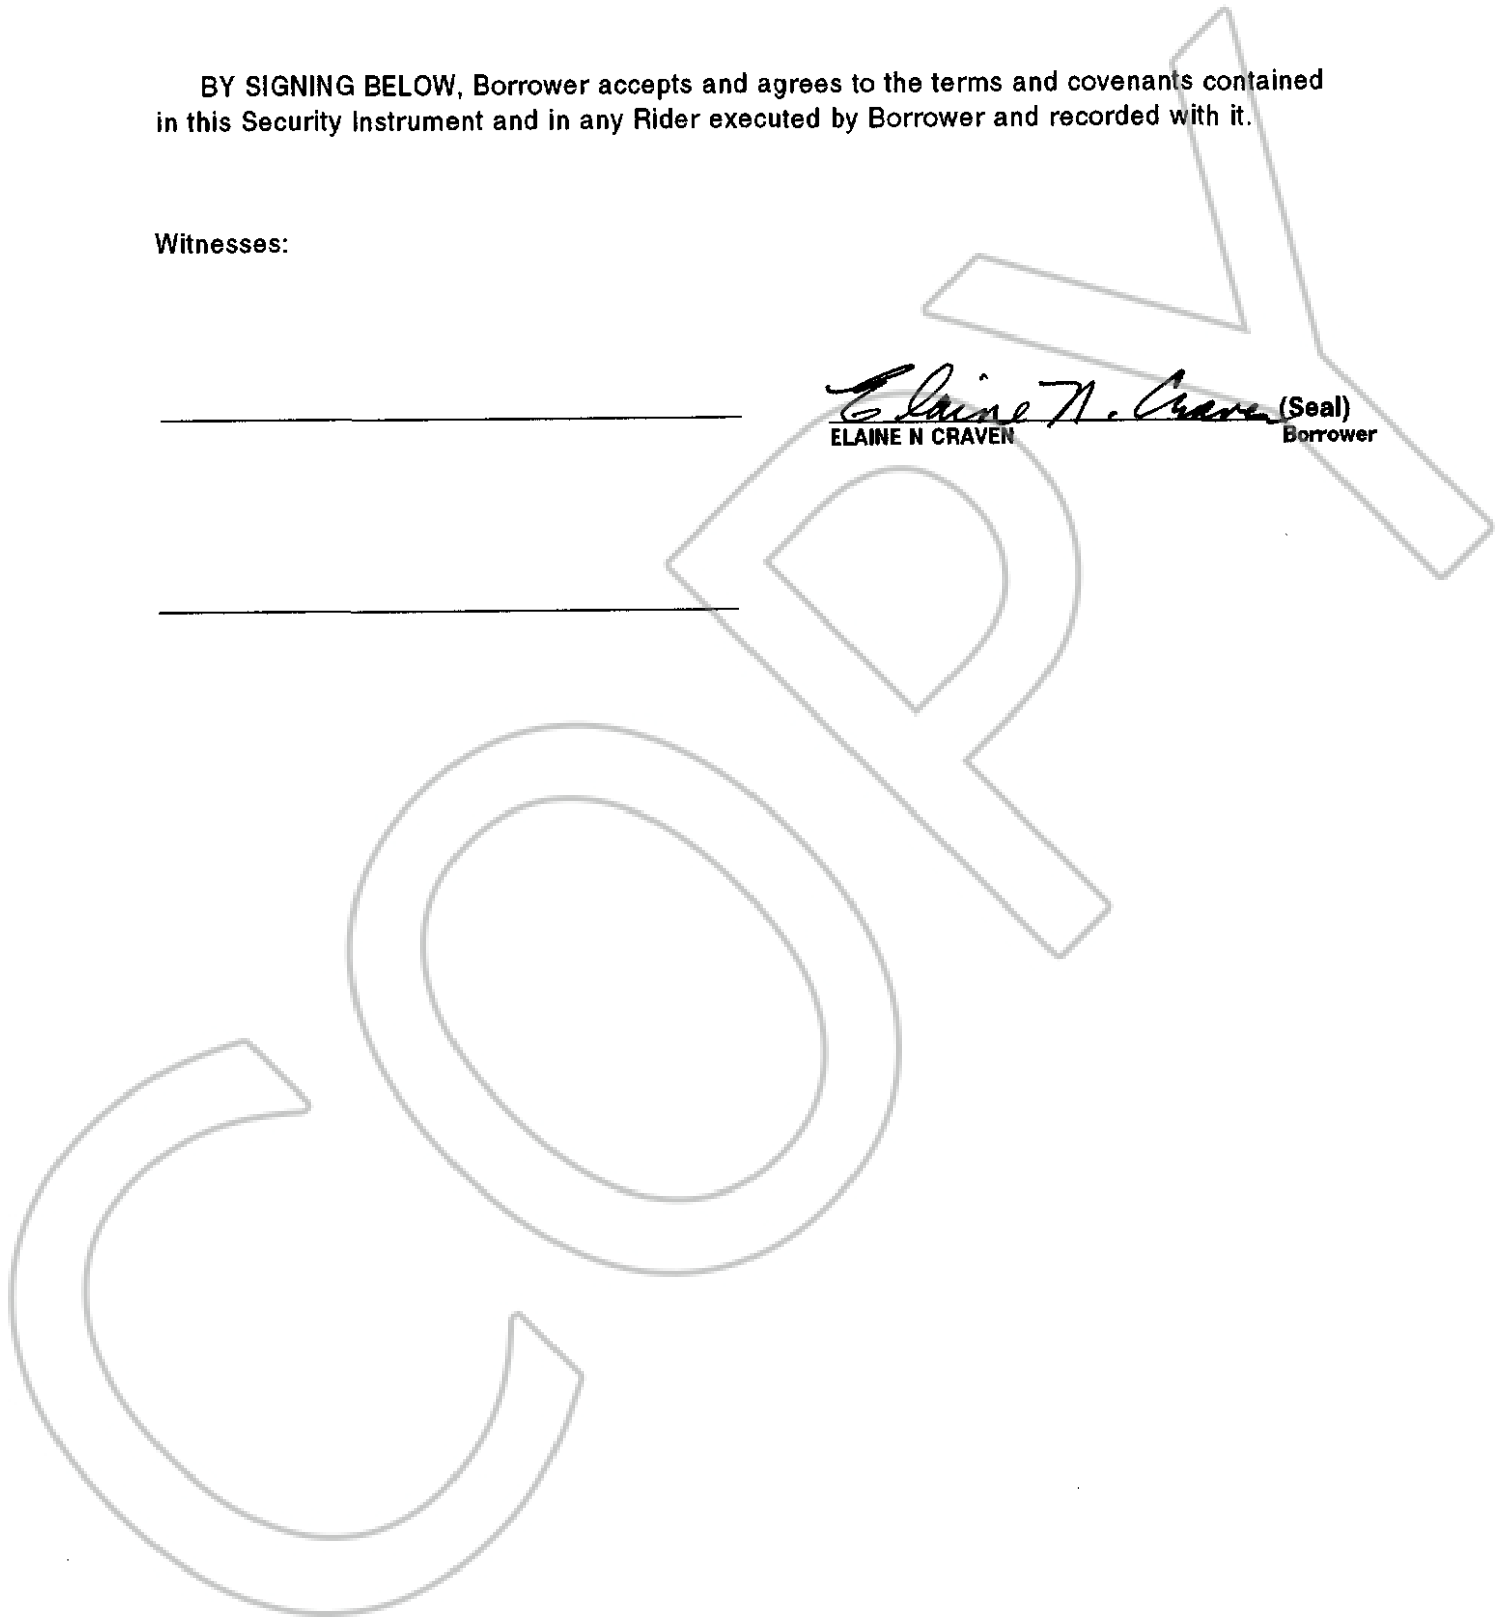 BY SIGNING BELOW, Borrower accepts and agrees to the terms and covenants contained
in this Security Instrument and in any Rider executed by Borrower and recorded with it.
Witnesses:
Elaine N. Craven (Seal)
ELAINE N CRAVEN Borrower
COPY